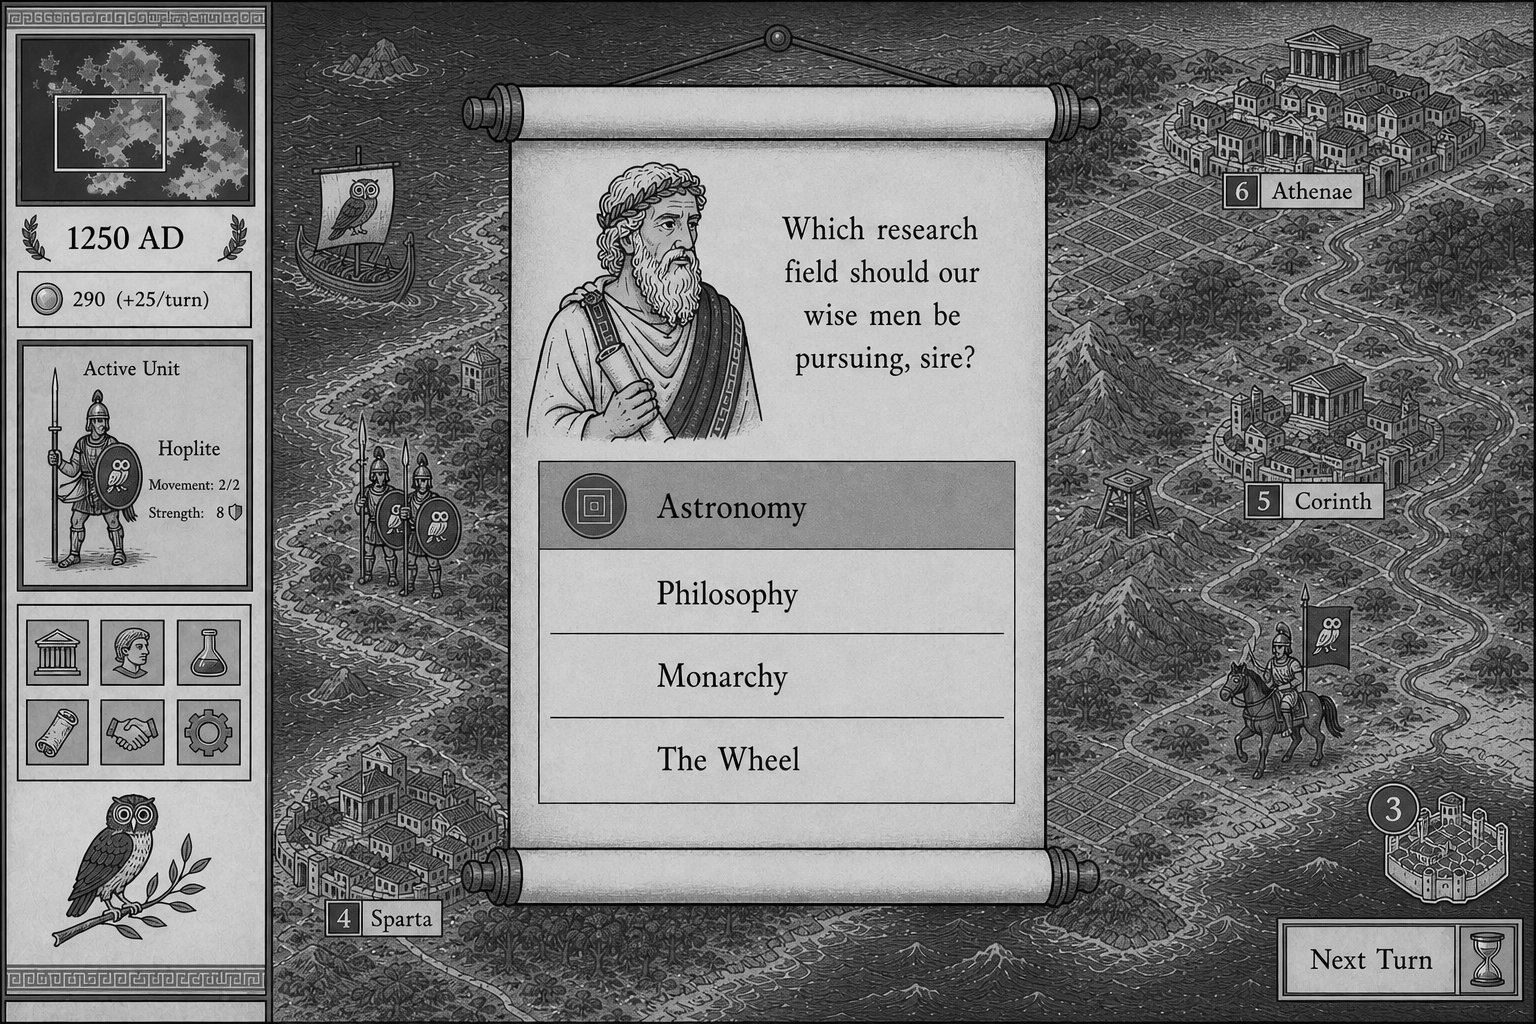 1250 AD
290 (+25/turn)
Active Unit
Hoplite
Movement: 2/2
Strength: 8
Which research
field should our
wise men be
pursuing, sire?
Astronomy
Philosophy
Monarchy
The Wheel
6 Athenae
5 Corinth
4 Sparta
3
Next Turn